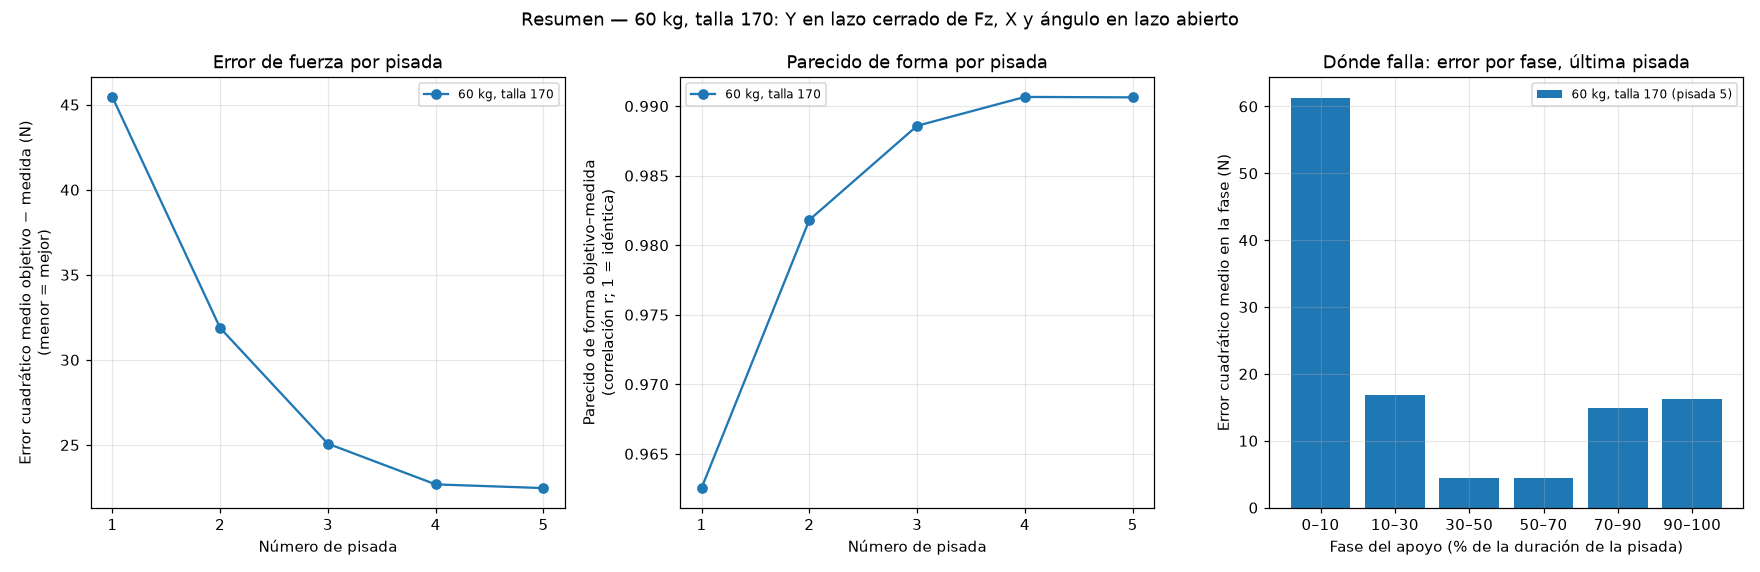 Resumen — 60 kg, talla 170: Y en lazo cerrado de Fz, X y ángulo en lazo abierto
Error de fuerza por pisada
Error cuadrático medio objetivo − medida (N)
(menor = mejor)
45
40
35
30
25
60 kg, talla 170
1 2 3 4 5
Número de pisada
Parecido de forma por pisada
Parecido de forma objetivo–medida
(correlación r; 1 = idéntica)
0.990
0.985
0.980
0.975
0.970
0.965
60 kg, talla 170
1 2 3 4 5
Número de pisada
Dónde falla: error por fase, última pisada
Error cuadrático medio en la fase (N)
60
50
40
30
20
10
0
60 kg, talla 170 (pisada 5)
0–10 10–30 30–50 50–70 70–90 90–100
Fase del apoyo (% de la duración de la pisada)